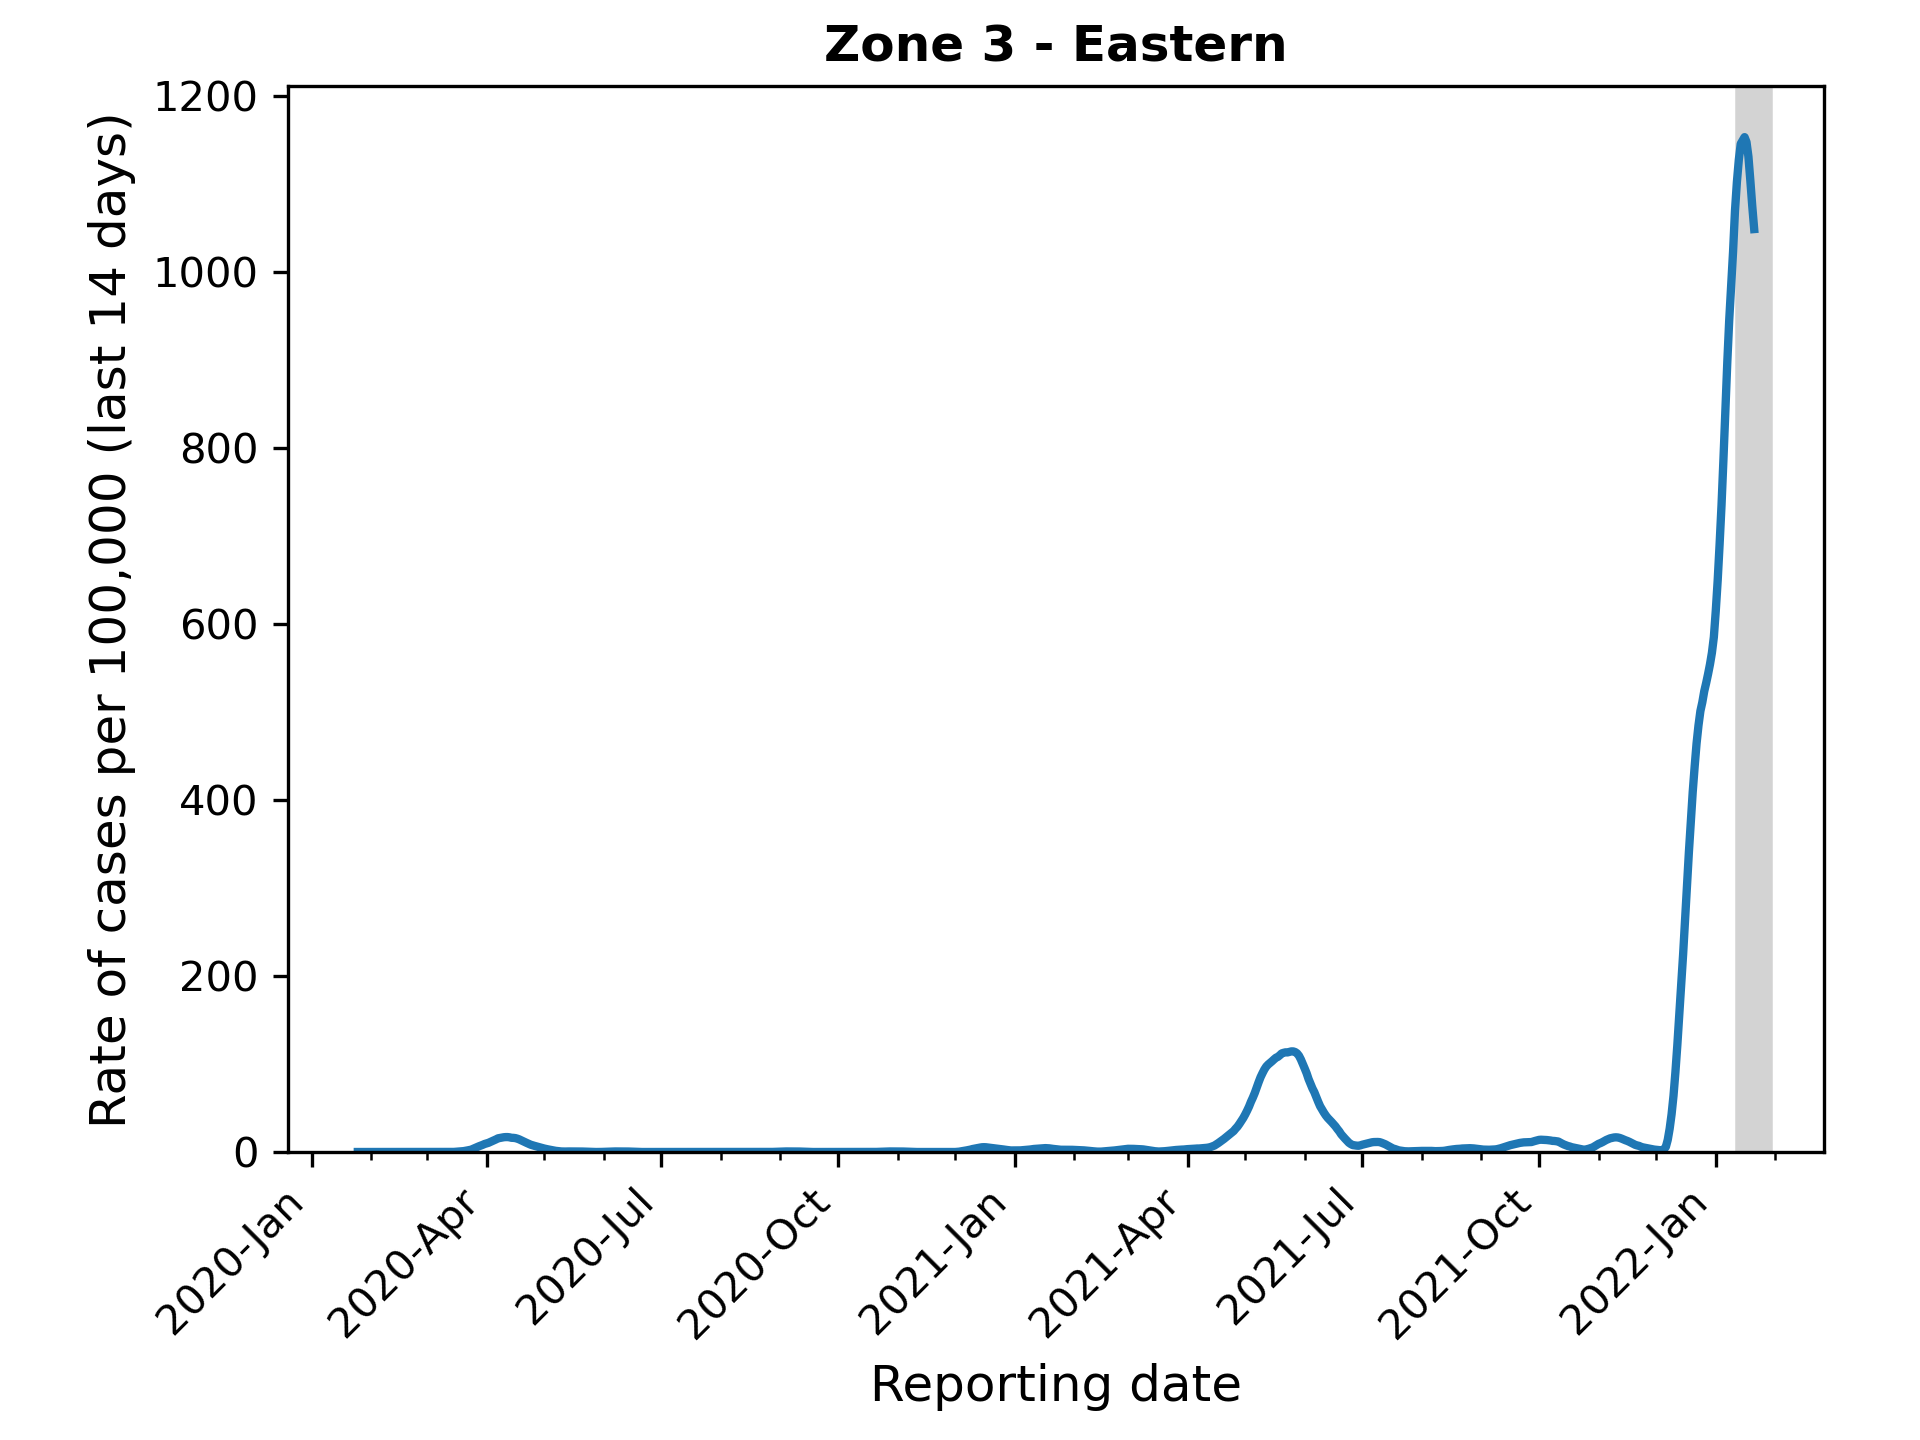 Zone 3 - Eastern
Rate of cases per 100,000 (last 14 days)
1200
1000
800
600
400
200
0
2020-Jan
2020-Apr
2020-Jul
2020-Oct
2021-Jan
2021-Apr
2021-Jul
2021-Oct
2022-Jan
Reporting date